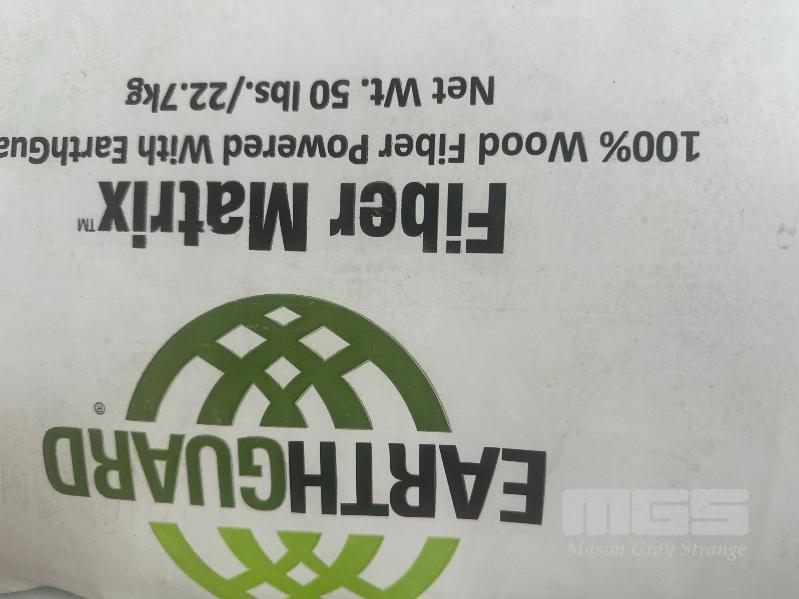 EARTHGUARD®
Fiber Matrix™
100% Wood Fiber Powered With EarthGua
Net Wt. 50 lbs./22.7kg
MGS
Mason Gray Strange